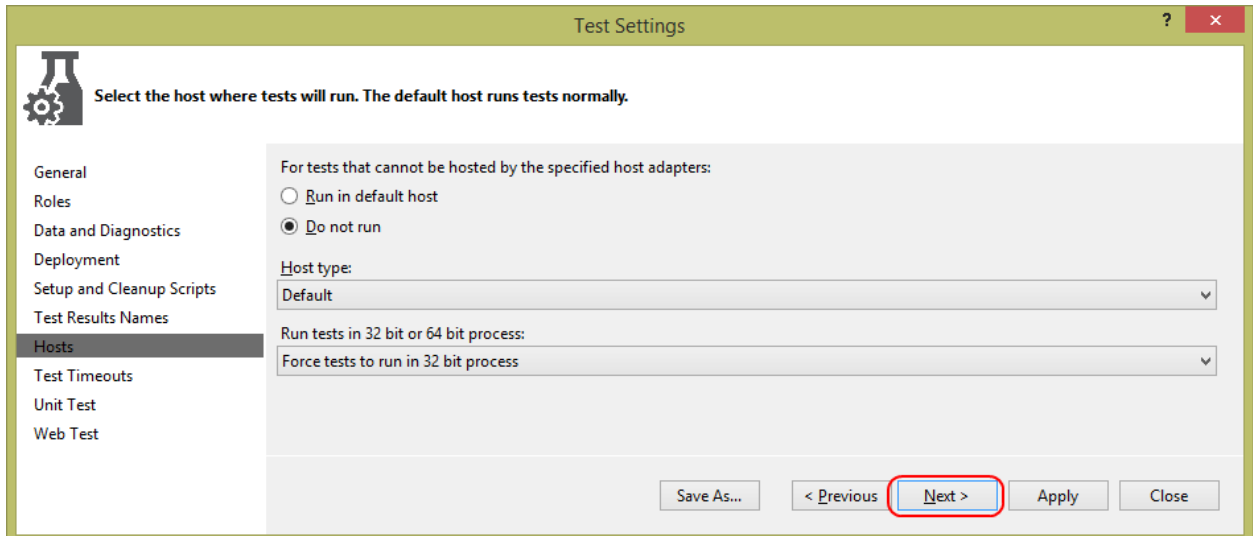 Test Settings
?
×
Select the host where tests will run. The default host runs tests normally.
General
Roles
Data and Diagnostics
Deployment
Setup and Cleanup Scripts
Test Results Names
Hosts
Test Timeouts
Unit Test
Web Test
For tests that cannot be hosted by the specified host adapters:
Run in default host
Do not run
Host type:
Default
Run tests in 32 bit or 64 bit process:
Force tests to run in 32 bit process
Save As...
< Previous
Next >
Apply
Close